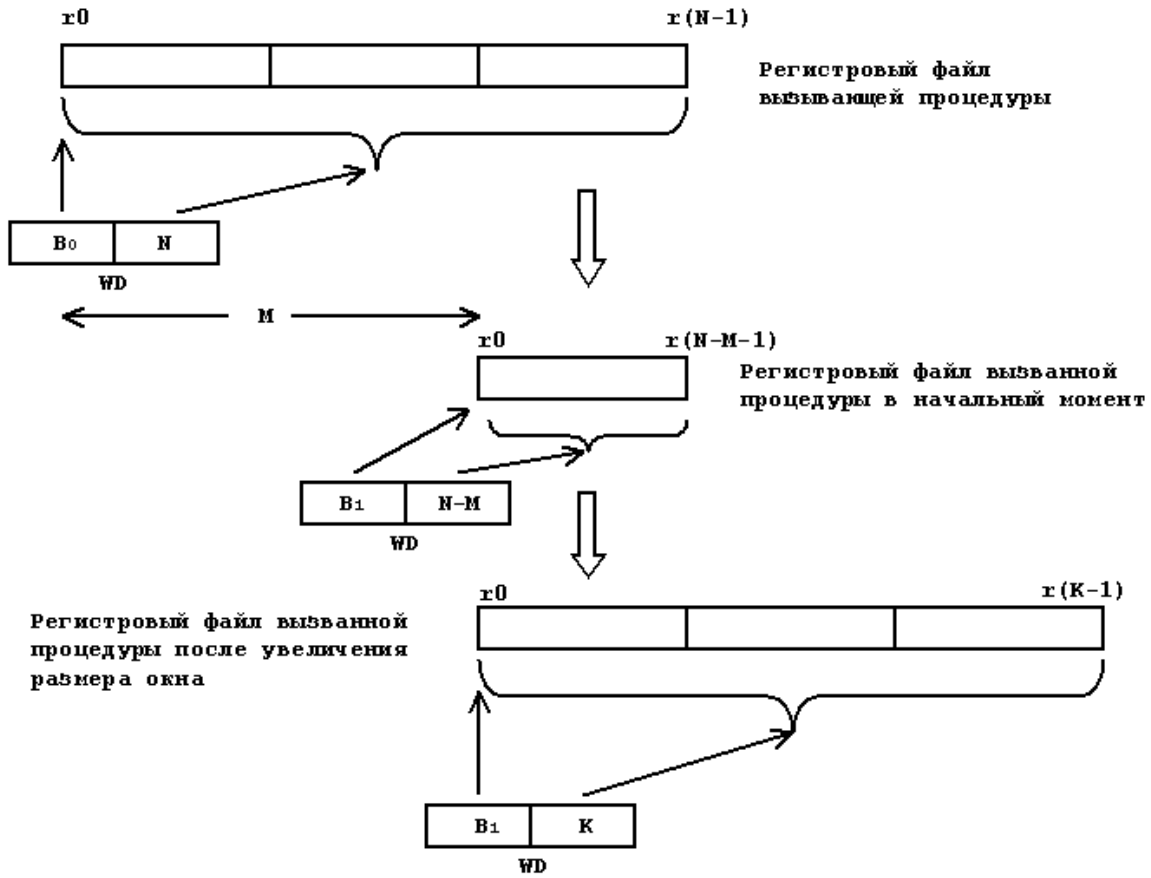 r0 r(N-1)
Регистровый файл
вызывающей процедуры
B0 N
WD
M
r0 r(N-M-1)
Регистровый файл вызванной
процедуры в начальный момент
B1 N-M
WD
r0 r(K-1)
Регистровый файл вызванной
процедуры после увеличения
размера окна
B1 K
WD